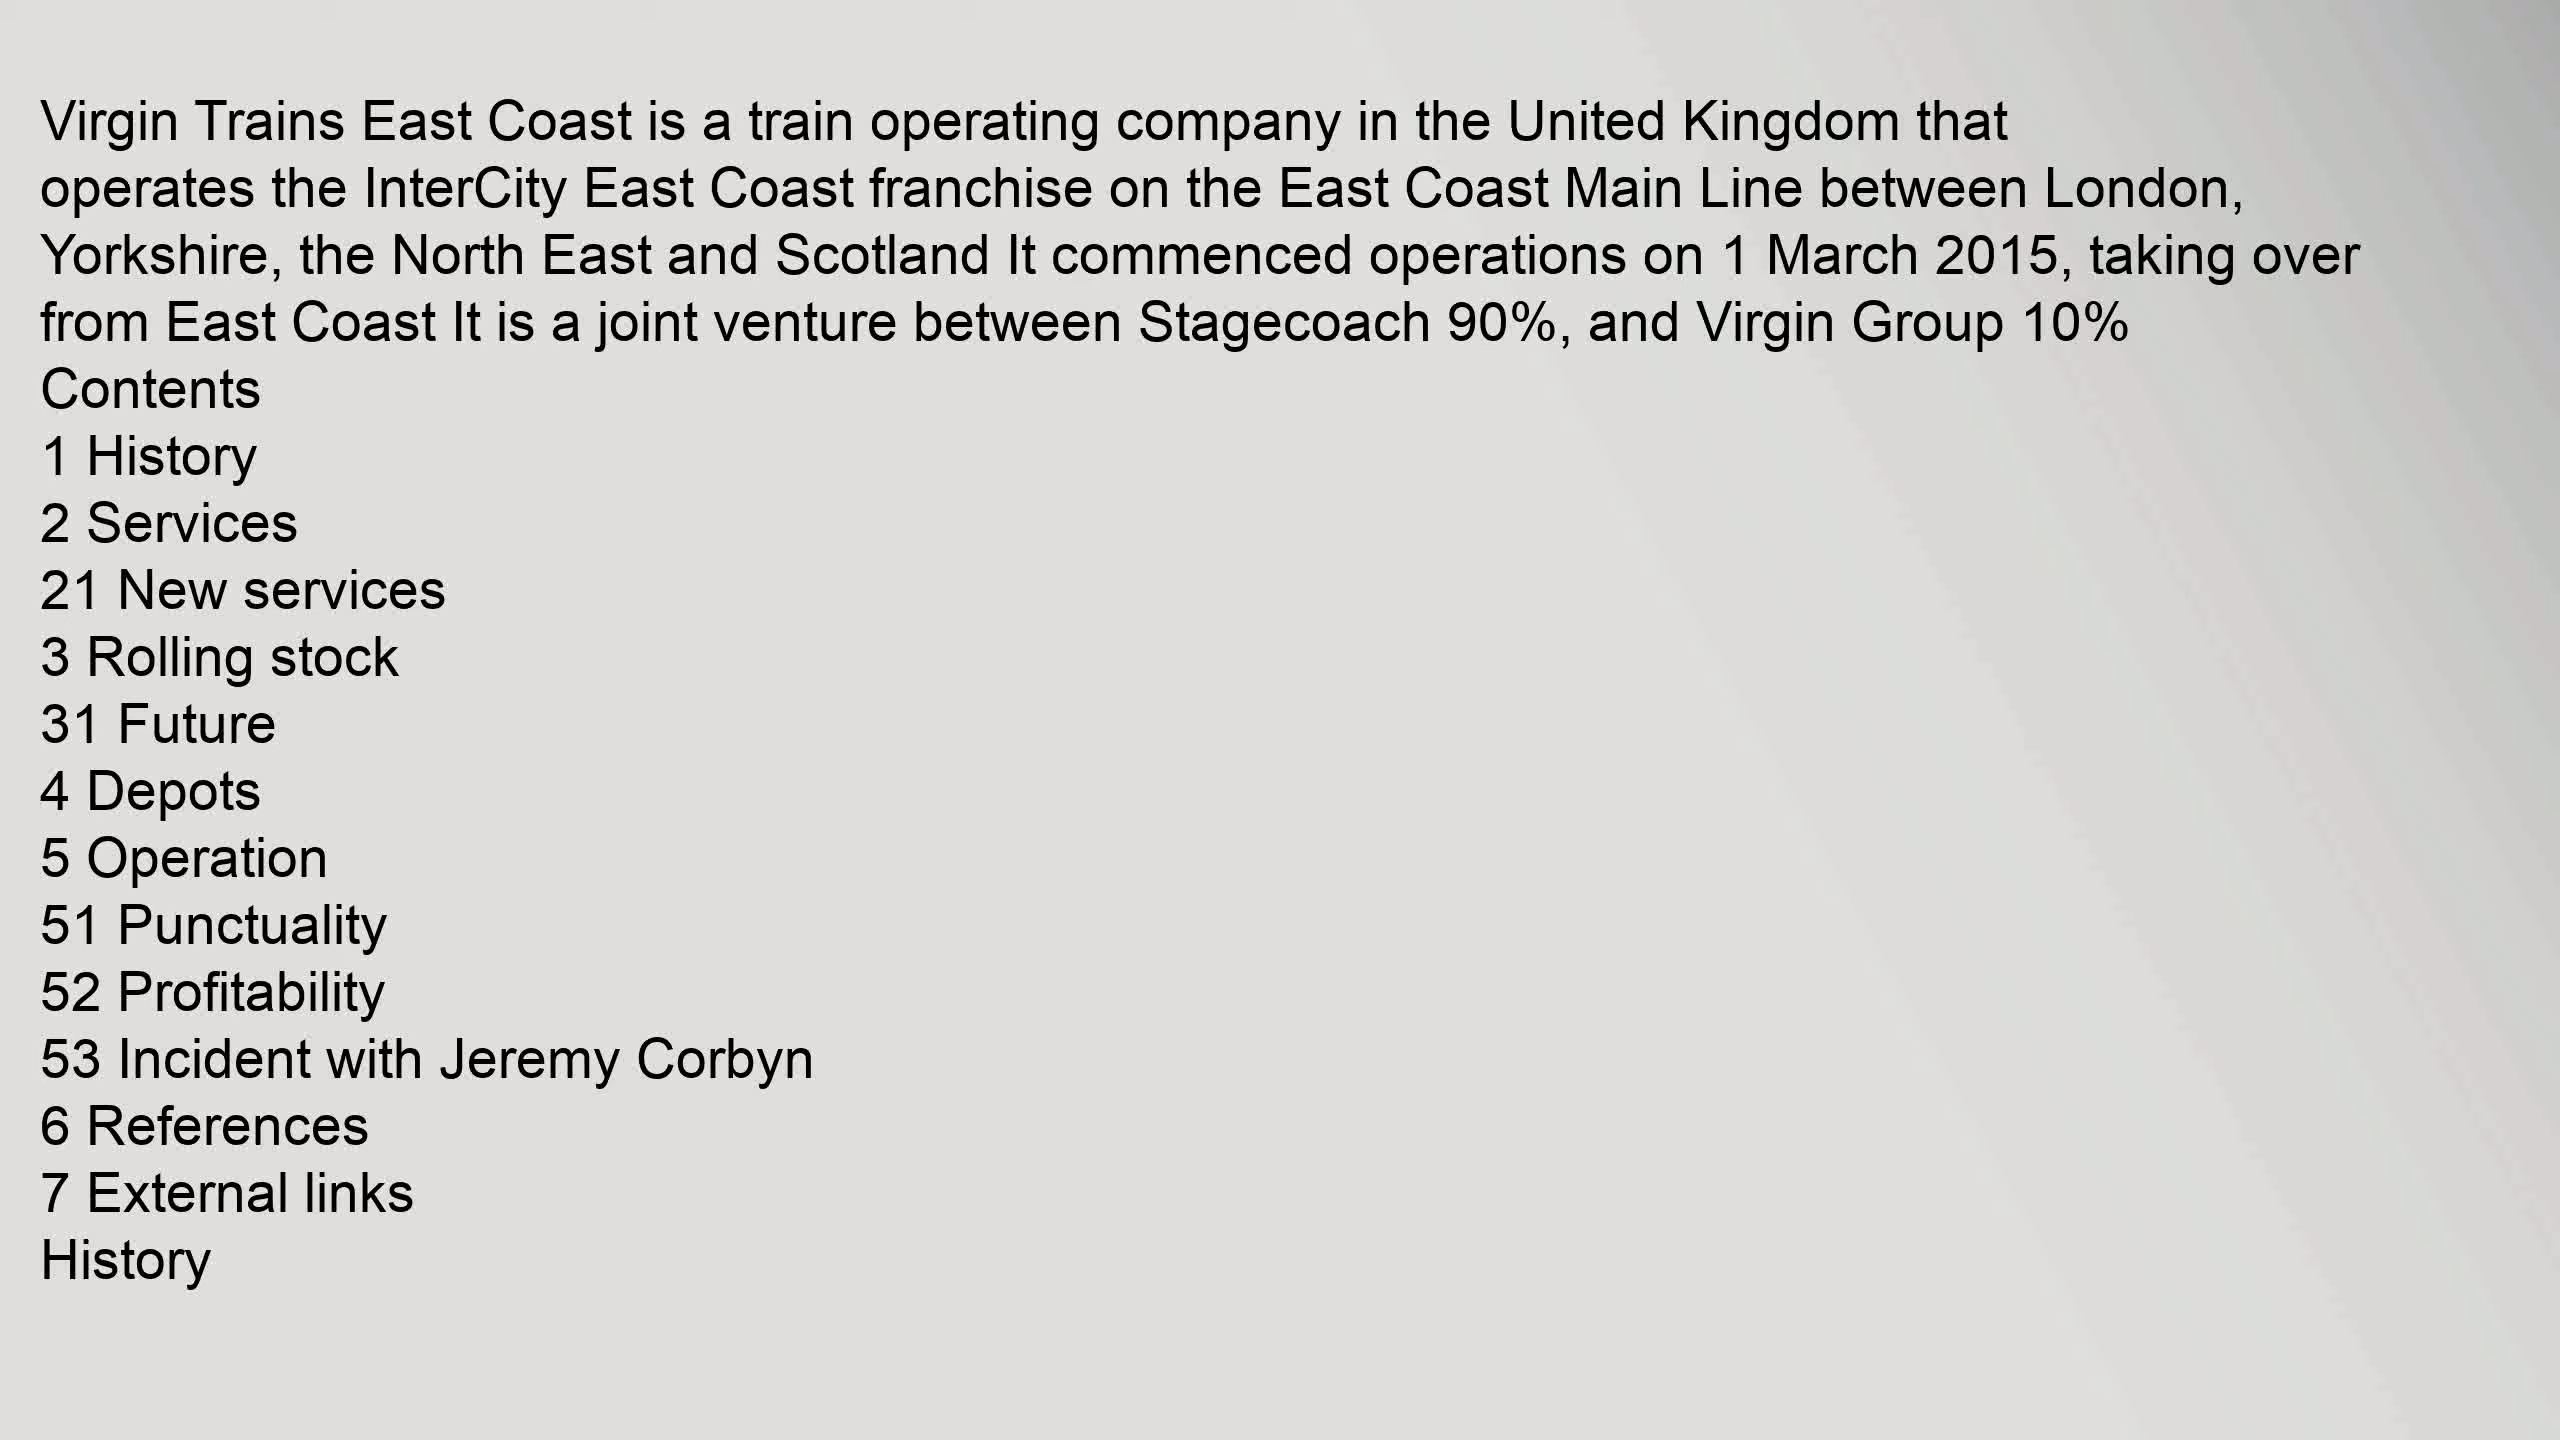 Virgin Trains East Coast is a train operating company in the United Kingdom that
operates the InterCity East Coast franchise on the East Coast Main Line between London,
Yorkshire, the North East and Scotland It commenced operations on 1 March 2015, taking over
from East Coast It is a joint venture between Stagecoach 90%, and Virgin Group 10%
Contents
1 History
2 Services
21 New services
3 Rolling stock
31 Future
4 Depots
5 Operation
51 Punctuality
52 Profitability
53 Incident with Jeremy Corbyn
6 References
7 External links
History